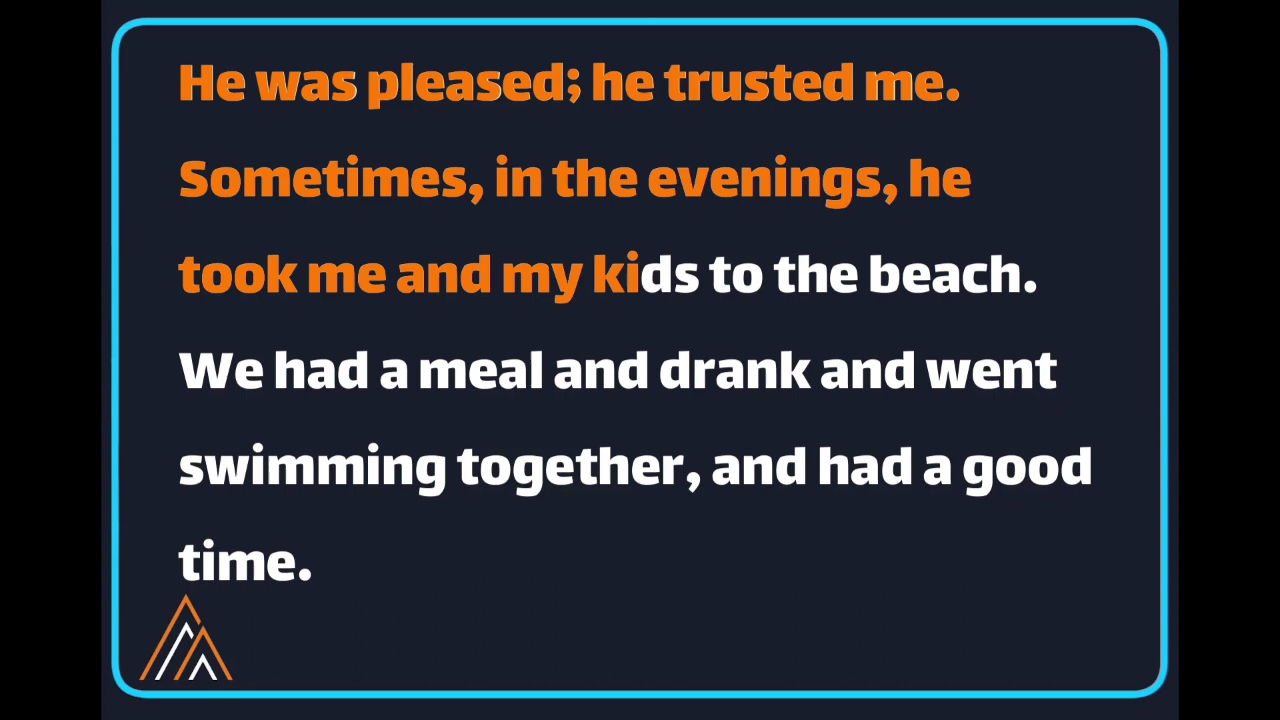 He was pleased; he trusted me.
Sometimes, in the evenings, he
took me and my kids to the beach.
We had a meal and drank and went
swimming together, and had a good
time.